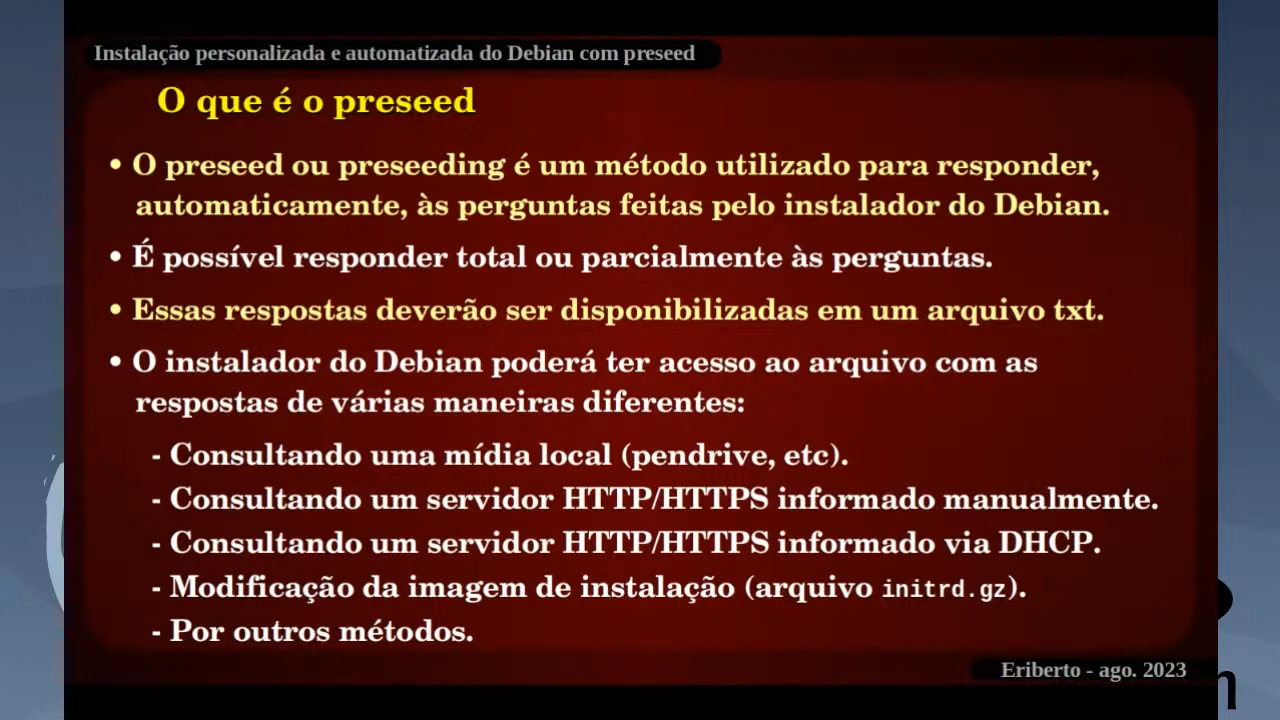 Instalação personalizada e automatizada do Debian com preseed
O que é o preseed
• O preseed ou preseeding é um método utilizado para responder,
automaticamente, às perguntas feitas pelo instalador do Debian.
• É possível responder total ou parcialmente às perguntas.
• Essas respostas deverão ser disponibilizadas em um arquivo txt.
• O instalador do Debian poderá ter acesso ao arquivo com as
respostas de várias maneiras diferentes:
- Consultando uma mídia local (pendrive, etc).
- Consultando um servidor HTTP/HTTPS informado manualmente.
- Consultando um servidor HTTP/HTTPS informado via DHCP.
- Modificação da imagem de instalação (arquivo initrd.gz).
- Por outros métodos.
Eriberto - ago. 2023